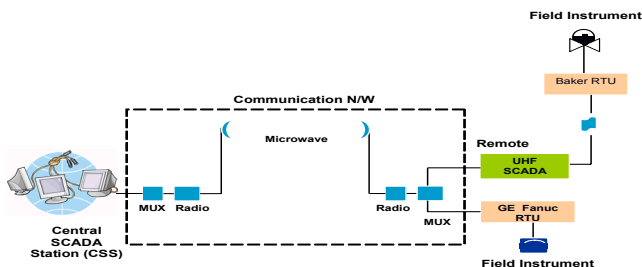 Field Instrument
Baker RTU
Communication N/W
Microwave
Remote
UHF
SCADA
MUX Radio
Radio
MUX
GE Fanuc
RTU
Central
SCADA
Station (CSS)
Field Instrument